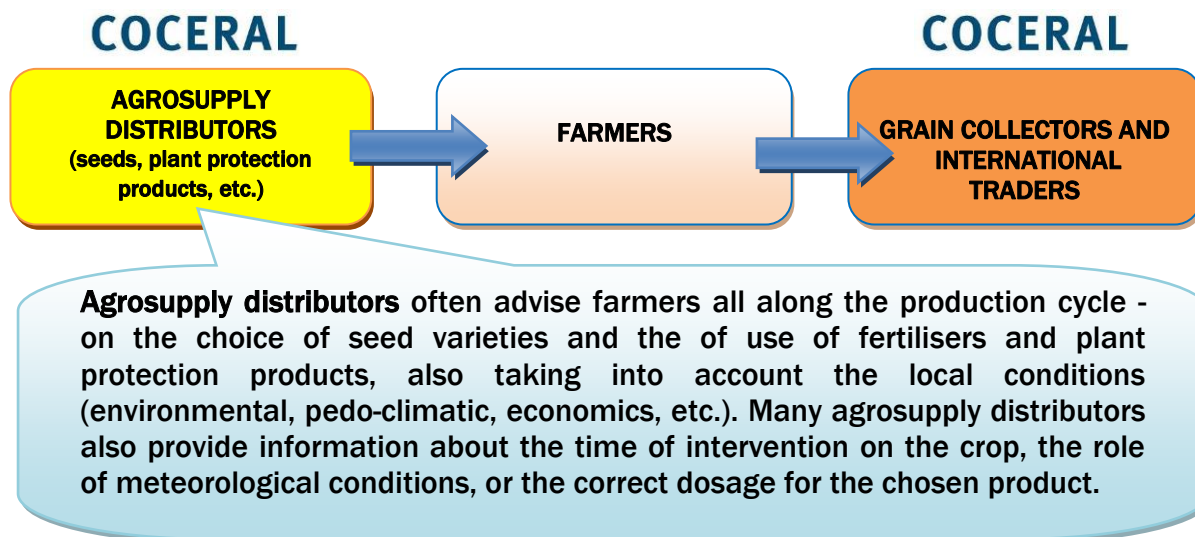 COCERAL
COCERAL
AGROSUPPLY
DISTRIBUTORS
(seeds, plant protection
products, etc.)
FARMERS
GRAIN COLLECTORS AND
INTERNATIONAL
TRADERS
Agrosupply distributors often advise farmers all along the production cycle -
on the choice of seed varieties and the of use of fertilisers and plant
protection products, also taking into account the local conditions
(environmental, pedo-climatic, economics, etc.). Many agrosupply distributors
also provide information about the time of intervention on the crop, the role
of meteorological conditions, or the correct dosage for the chosen product.